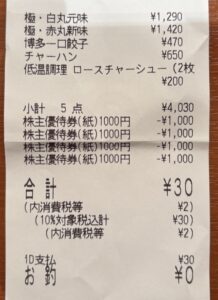 極・白丸元味 ¥1,290
極・赤丸新味 ¥1,420
博多一口餃子 ¥470
チャーハン ¥650
低温調理 ロースチャーシュー (2枚
¥200
小計 5 点 ¥4,030
株主優待券(紙)1000円 -¥1,000
株主優待券(紙)1000円 -¥1,000
株主優待券(紙)1000円 -¥1,000
株主優待券(紙)1000円 -¥1,000
合計 ¥30
(内消費税等 ¥2)
(10%対象税込計 ¥30)
(内消費税等 ¥2)
ID支払 ¥30
お釣 ¥0